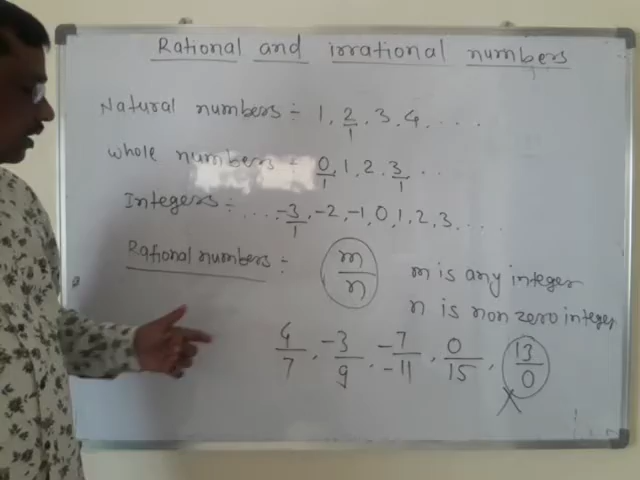 Rational and irrational numbers
Natural numbers ÷ 1, 2/1, 3, 4, ....
Whole numbers ÷ 0/1, 1, 2, 3/1, ..
Integers ÷ .... -3/1, -2, -1, 0, 1, 2, 3, ....
Rational numbers ÷ m/n m is any integer
n is non zero integer
4/7, -3/9, -7/-11, 0/15, 13/0 X